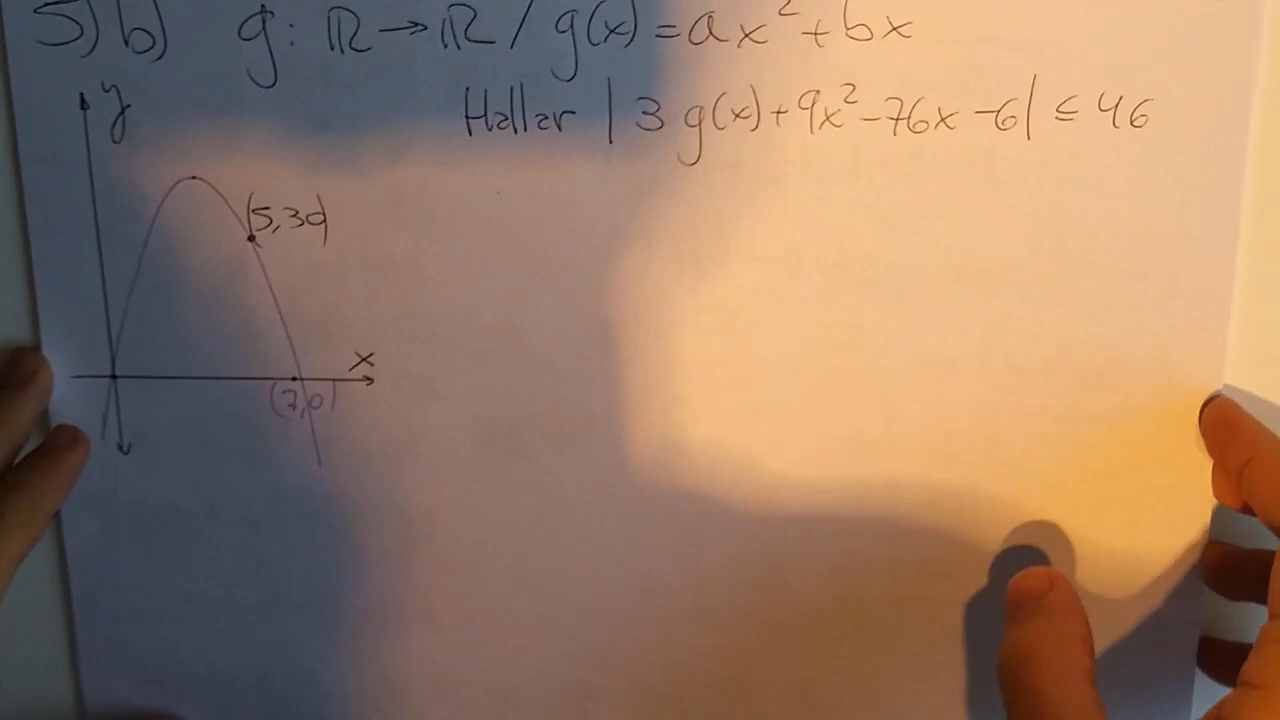 5) b) g: ℝ → ℝ / g(x) = ax² + bx
Hallar | 3 g(x) + 9x² - 76x - 6 | ≤ 46
y
(5,30)
x
(7,0)